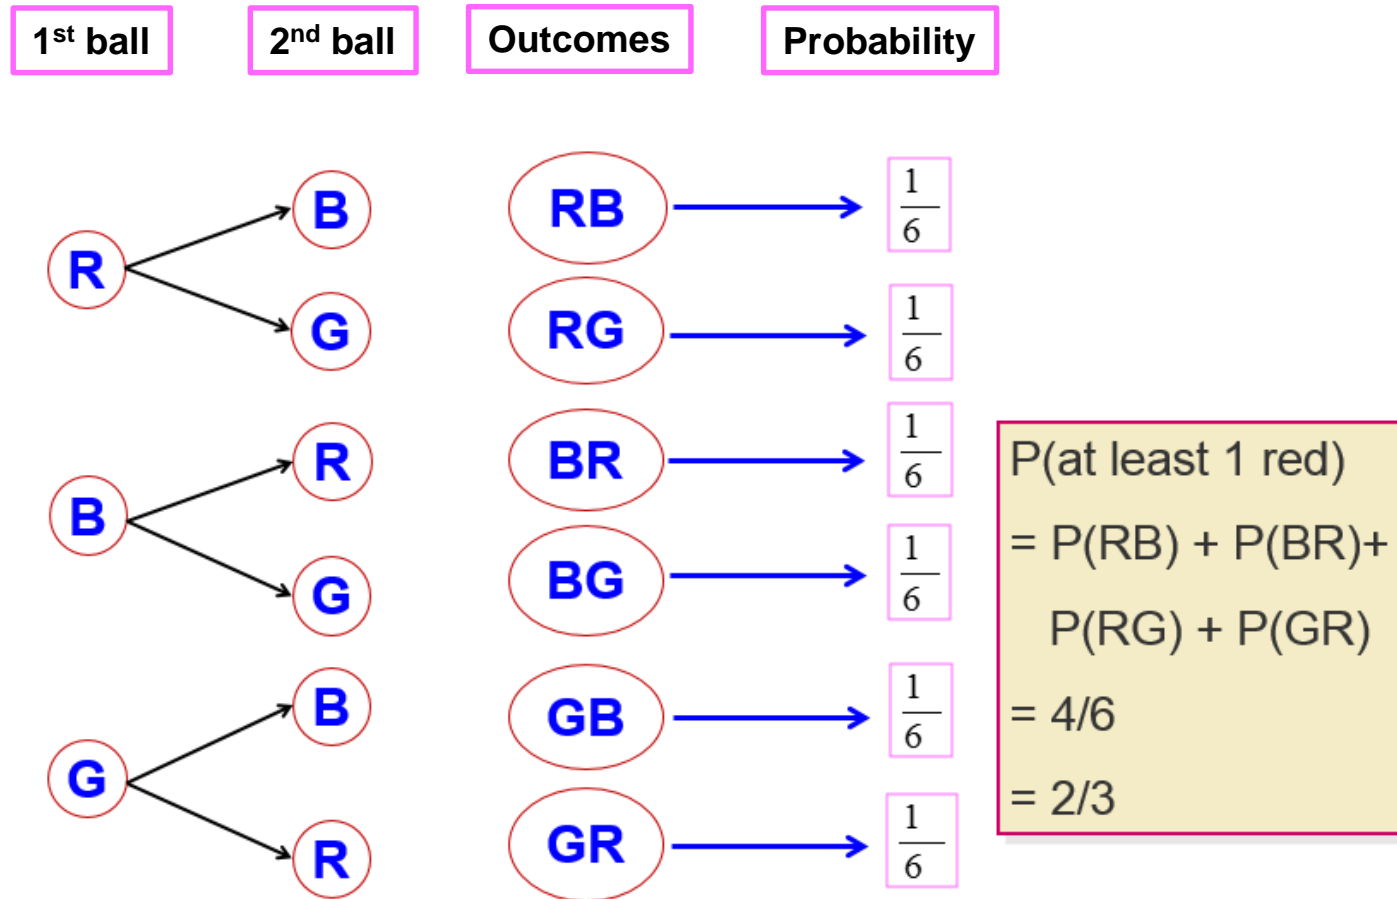 1st ball 2nd ball Outcomes Probability
R B RB 1/6
G RG 1/6
B R BR 1/6
G BG 1/6
G B GB 1/6
R GR 1/6
P(at least 1 red)
= P(RB) + P(BR)+
P(RG) + P(GR)
= 4/6
= 2/3